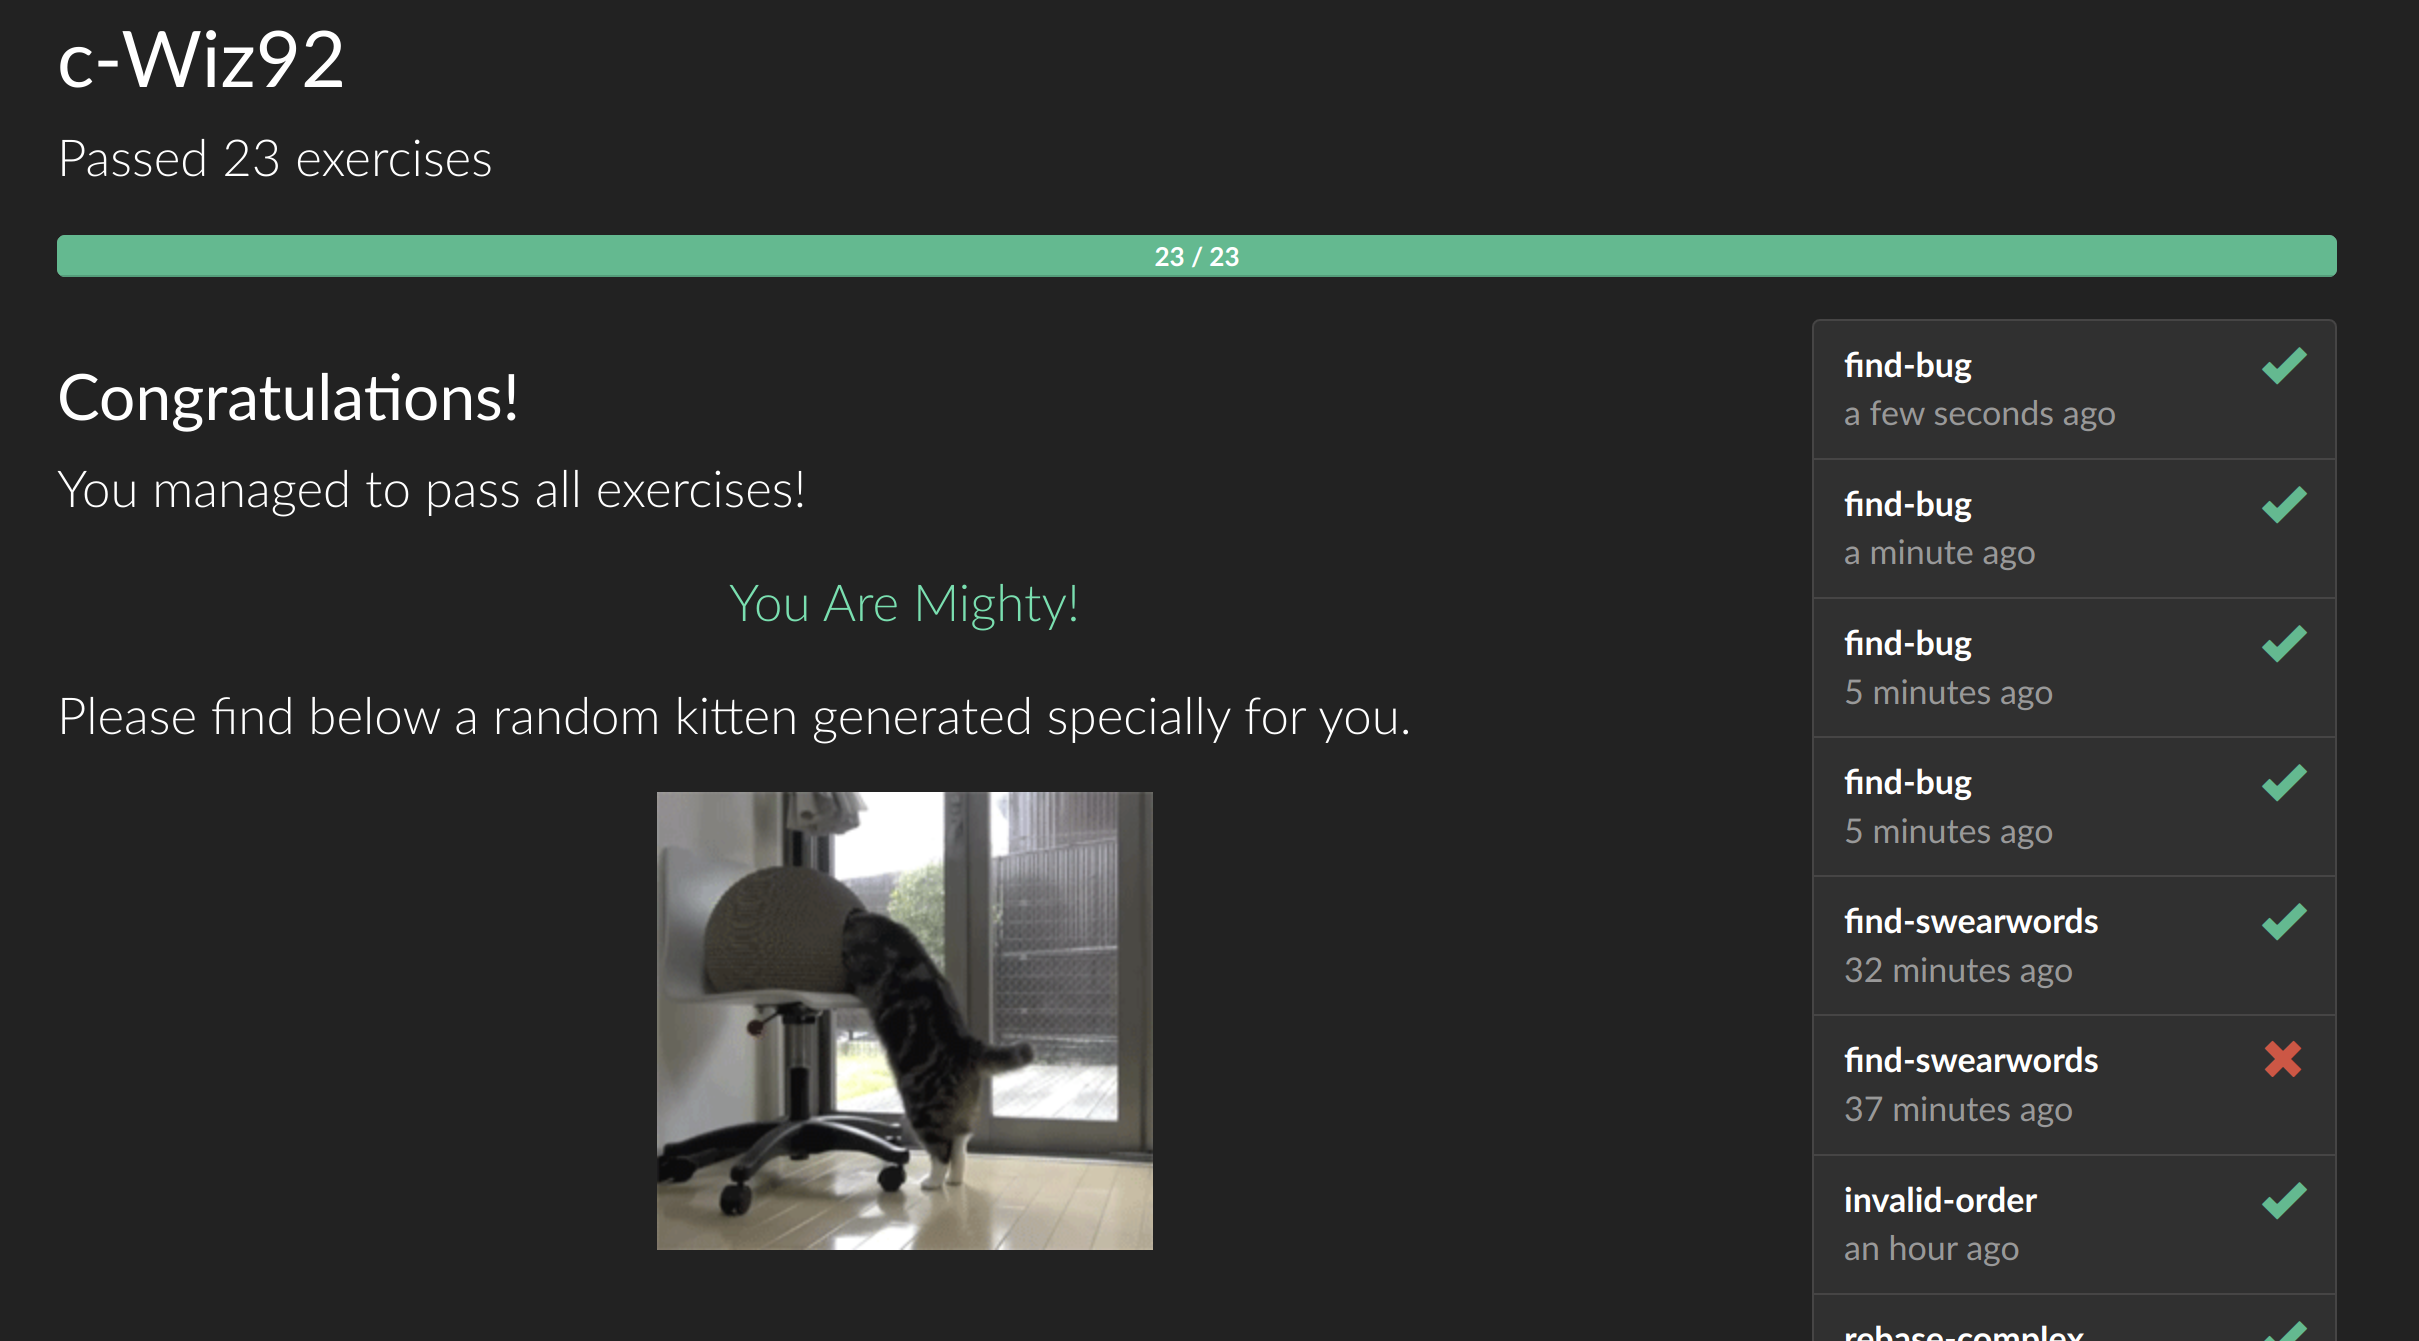 c-Wiz92
Passed 23 exercises
23 / 23
Congratulations!
You managed to pass all exercises!
You Are Mighty!
Please find below a random kitten generated specially for you.
find-bug
a few seconds ago
find-bug
a minute ago
find-bug
5 minutes ago
find-bug
5 minutes ago
find-swearwords
32 minutes ago
find-swearwords
37 minutes ago
invalid-order
an hour ago
rebase-complex